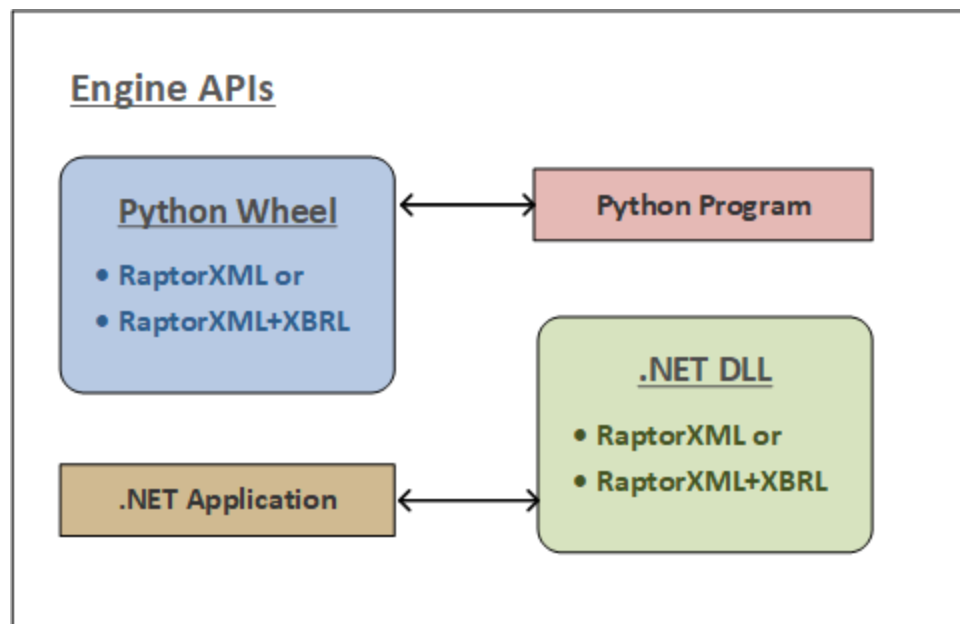 Engine APIs
Python Wheel
• RaptorXML or
• RaptorXML+XBRL
Python Program
.NET DLL
• RaptorXML or
• RaptorXML+XBRL
.NET Application